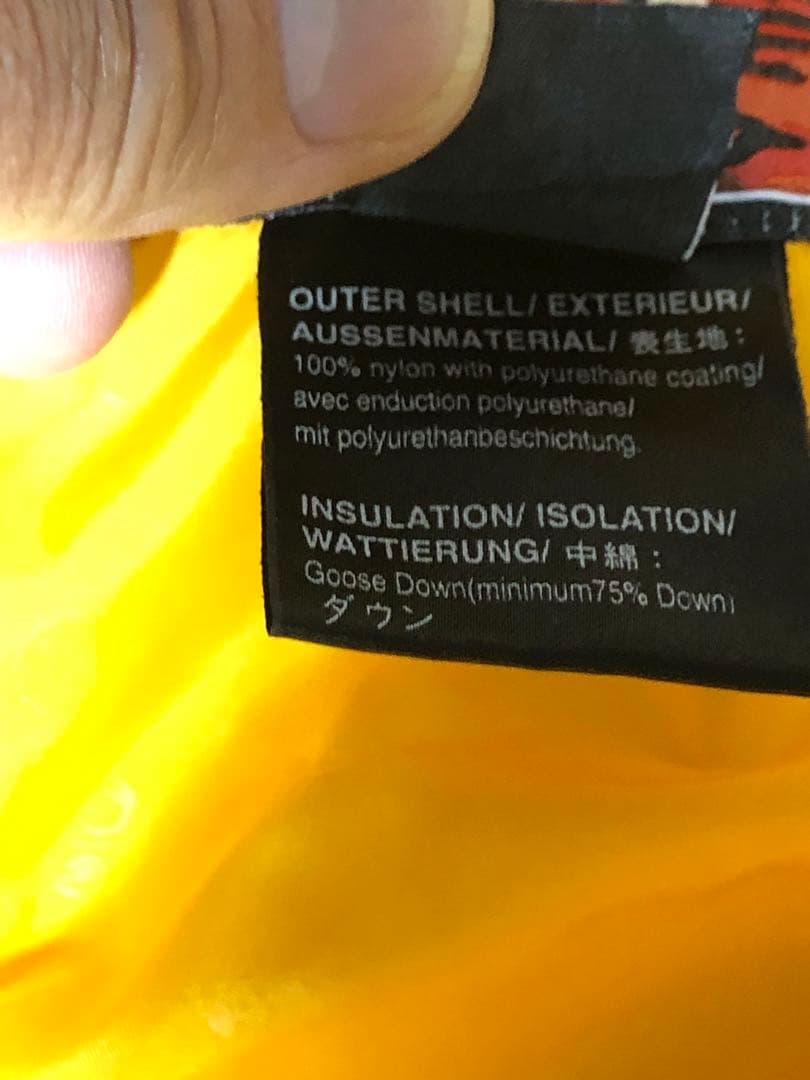 OUTER SHELL/ EXTERIEUR/
AUSSENMATERIAL/ 表生地:
100% nylon with polyurethane coating/
avec enduction polyurethane/
mit polyurethanbeschichtung.
INSULATION/ ISOLATION/
WATTIERUNG/ 中綿:
Goose Down(minimum75% Down)
ダウン